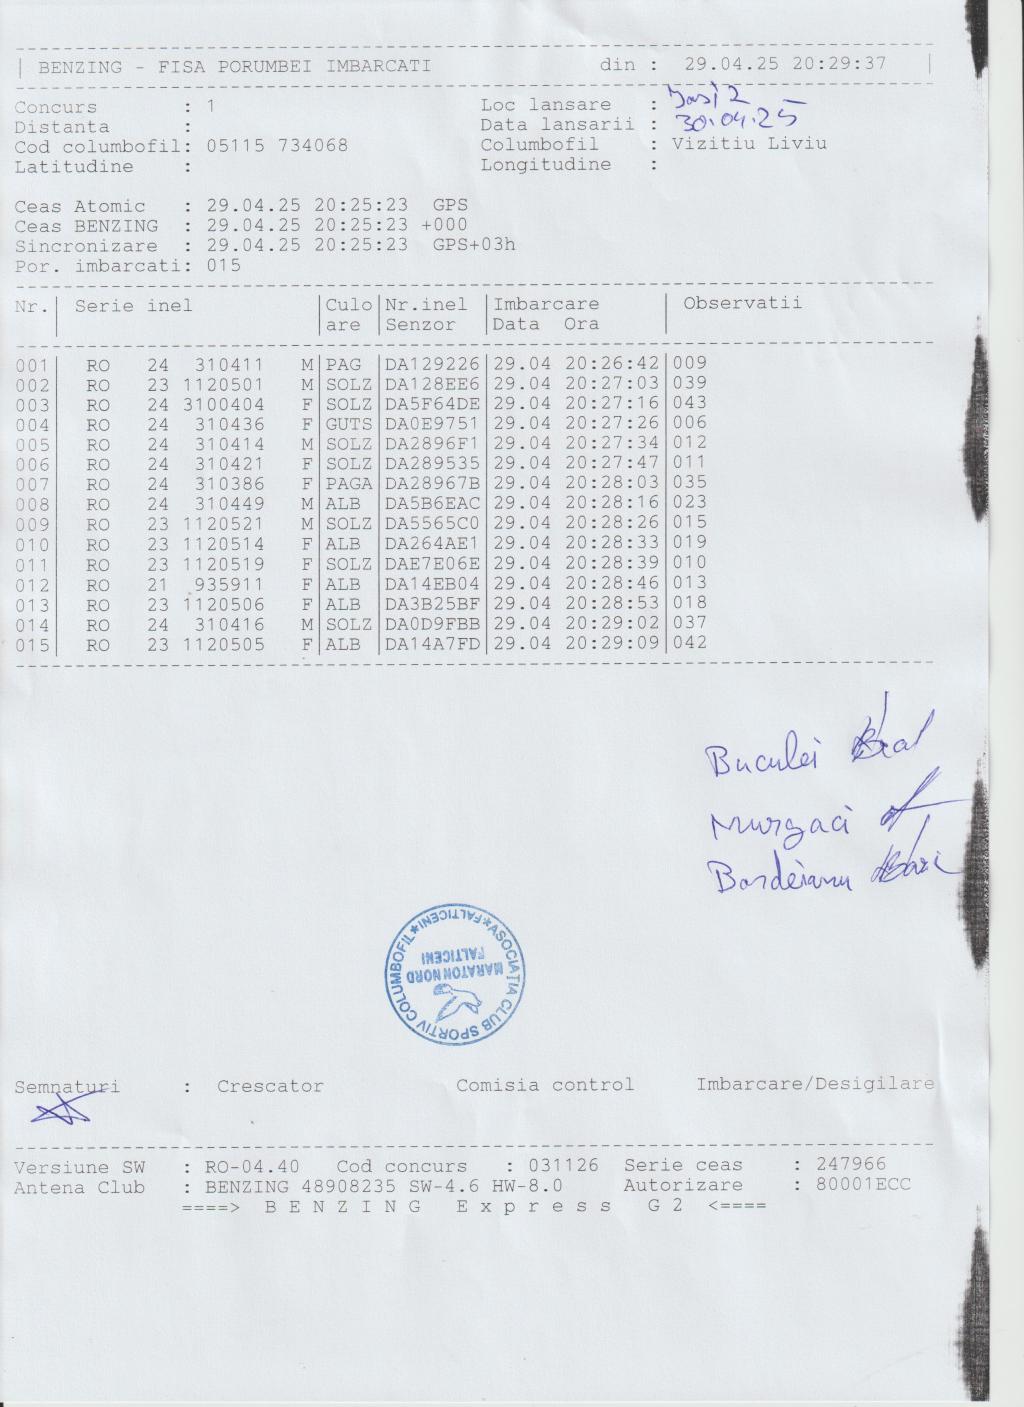 BENZING - FISA PORUMBEI IMBARCATI din : 29.04.25 20:29:37
Concurs : 1 Loc lansare : Iasi 2
Distanta : Data lansarii : 30.04.25
Cod columbofil: 05115 734068 Columbofil : Vizitiu Liviu
Latitudine : Longitudine :
Ceas Atomic : 29.04.25 20:25:23 GPS
Ceas BENZING : 29.04.25 20:25:23 +000
Sincronizare : 29.04.25 20:25:23 GPS+03h
Por. imbarcati: 015
Nr.| Serie inel |Culo|Nr.inel |Imbarcare | Observatii
| |are |Senzor |Data Ora |
001| RO 24 310411 M|PAG |DA129226|29.04 20:26:42|009
002| RO 23 1120501 M|SOLZ|DA128EE6|29.04 20:27:03|039
003| RO 24 3100404 F|SOLZ|DA5F64DE|29.04 20:27:16|043
004| RO 24 310436 F|GUTS|DA0E9751|29.04 20:27:26|006
005| RO 24 310414 M|SOLZ|DA2896F1|29.04 20:27:34|012
006| RO 24 310421 F|SOLZ|DA289535|29.04 20:27:47|011
007| RO 24 310386 F|PAGA|DA28967B|29.04 20:28:03|035
008| RO 24 310449 M|ALB |DA5B6EAC|29.04 20:28:16|023
009| RO 23 1120521 M|SOLZ|DA5565C0|29.04 20:28:26|015
010| RO 23 1120514 F|ALB |DA264AE1|29.04 20:28:33|019
011| RO 23 1120519 F|SOLZ|DAE7E06E|29.04 20:28:39|010
012| RO 21 935911 F|ALB |DA14EB04|29.04 20:28:46|013
013| RO 23 1120506 F|ALB |DA3B25BF|29.04 20:28:53|018
014| RO 24 310416 M|SOLZ|DA0D9FBB|29.04 20:29:02|037
015| RO 23 1120505 F|ALB |DA14A7FD|29.04 20:29:09|042
Buculei
Murgaci
Bordeianu
ASOCIATIA CLUB SPORTIV COLUMBOFIL * FALTICENI *
MARATON NORD
FALTICENI
Semnaturi : Crescator Comisia control Imbarcare/Desigilare
Versiune SW : RO-04.40 Cod concurs : 031126 Serie ceas : 247966
Antena Club : BENZING 48908235 SW-4.6 HW-8.0 Autorizare : 80001ECC
====> B E N Z I N G E x p r e s s G 2 <====